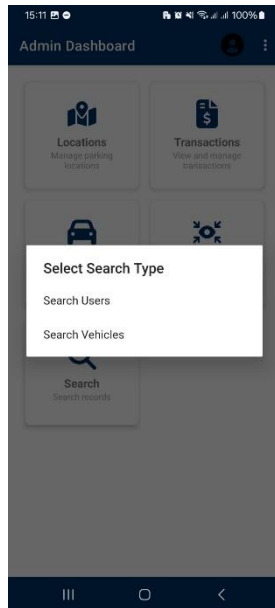 15:11 100%
Admin Dashboard
Locations
Manage parking
locations
Transactions
View and manage
transactions
Select Search Type
Search Users
Search Vehicles
Search
Search records